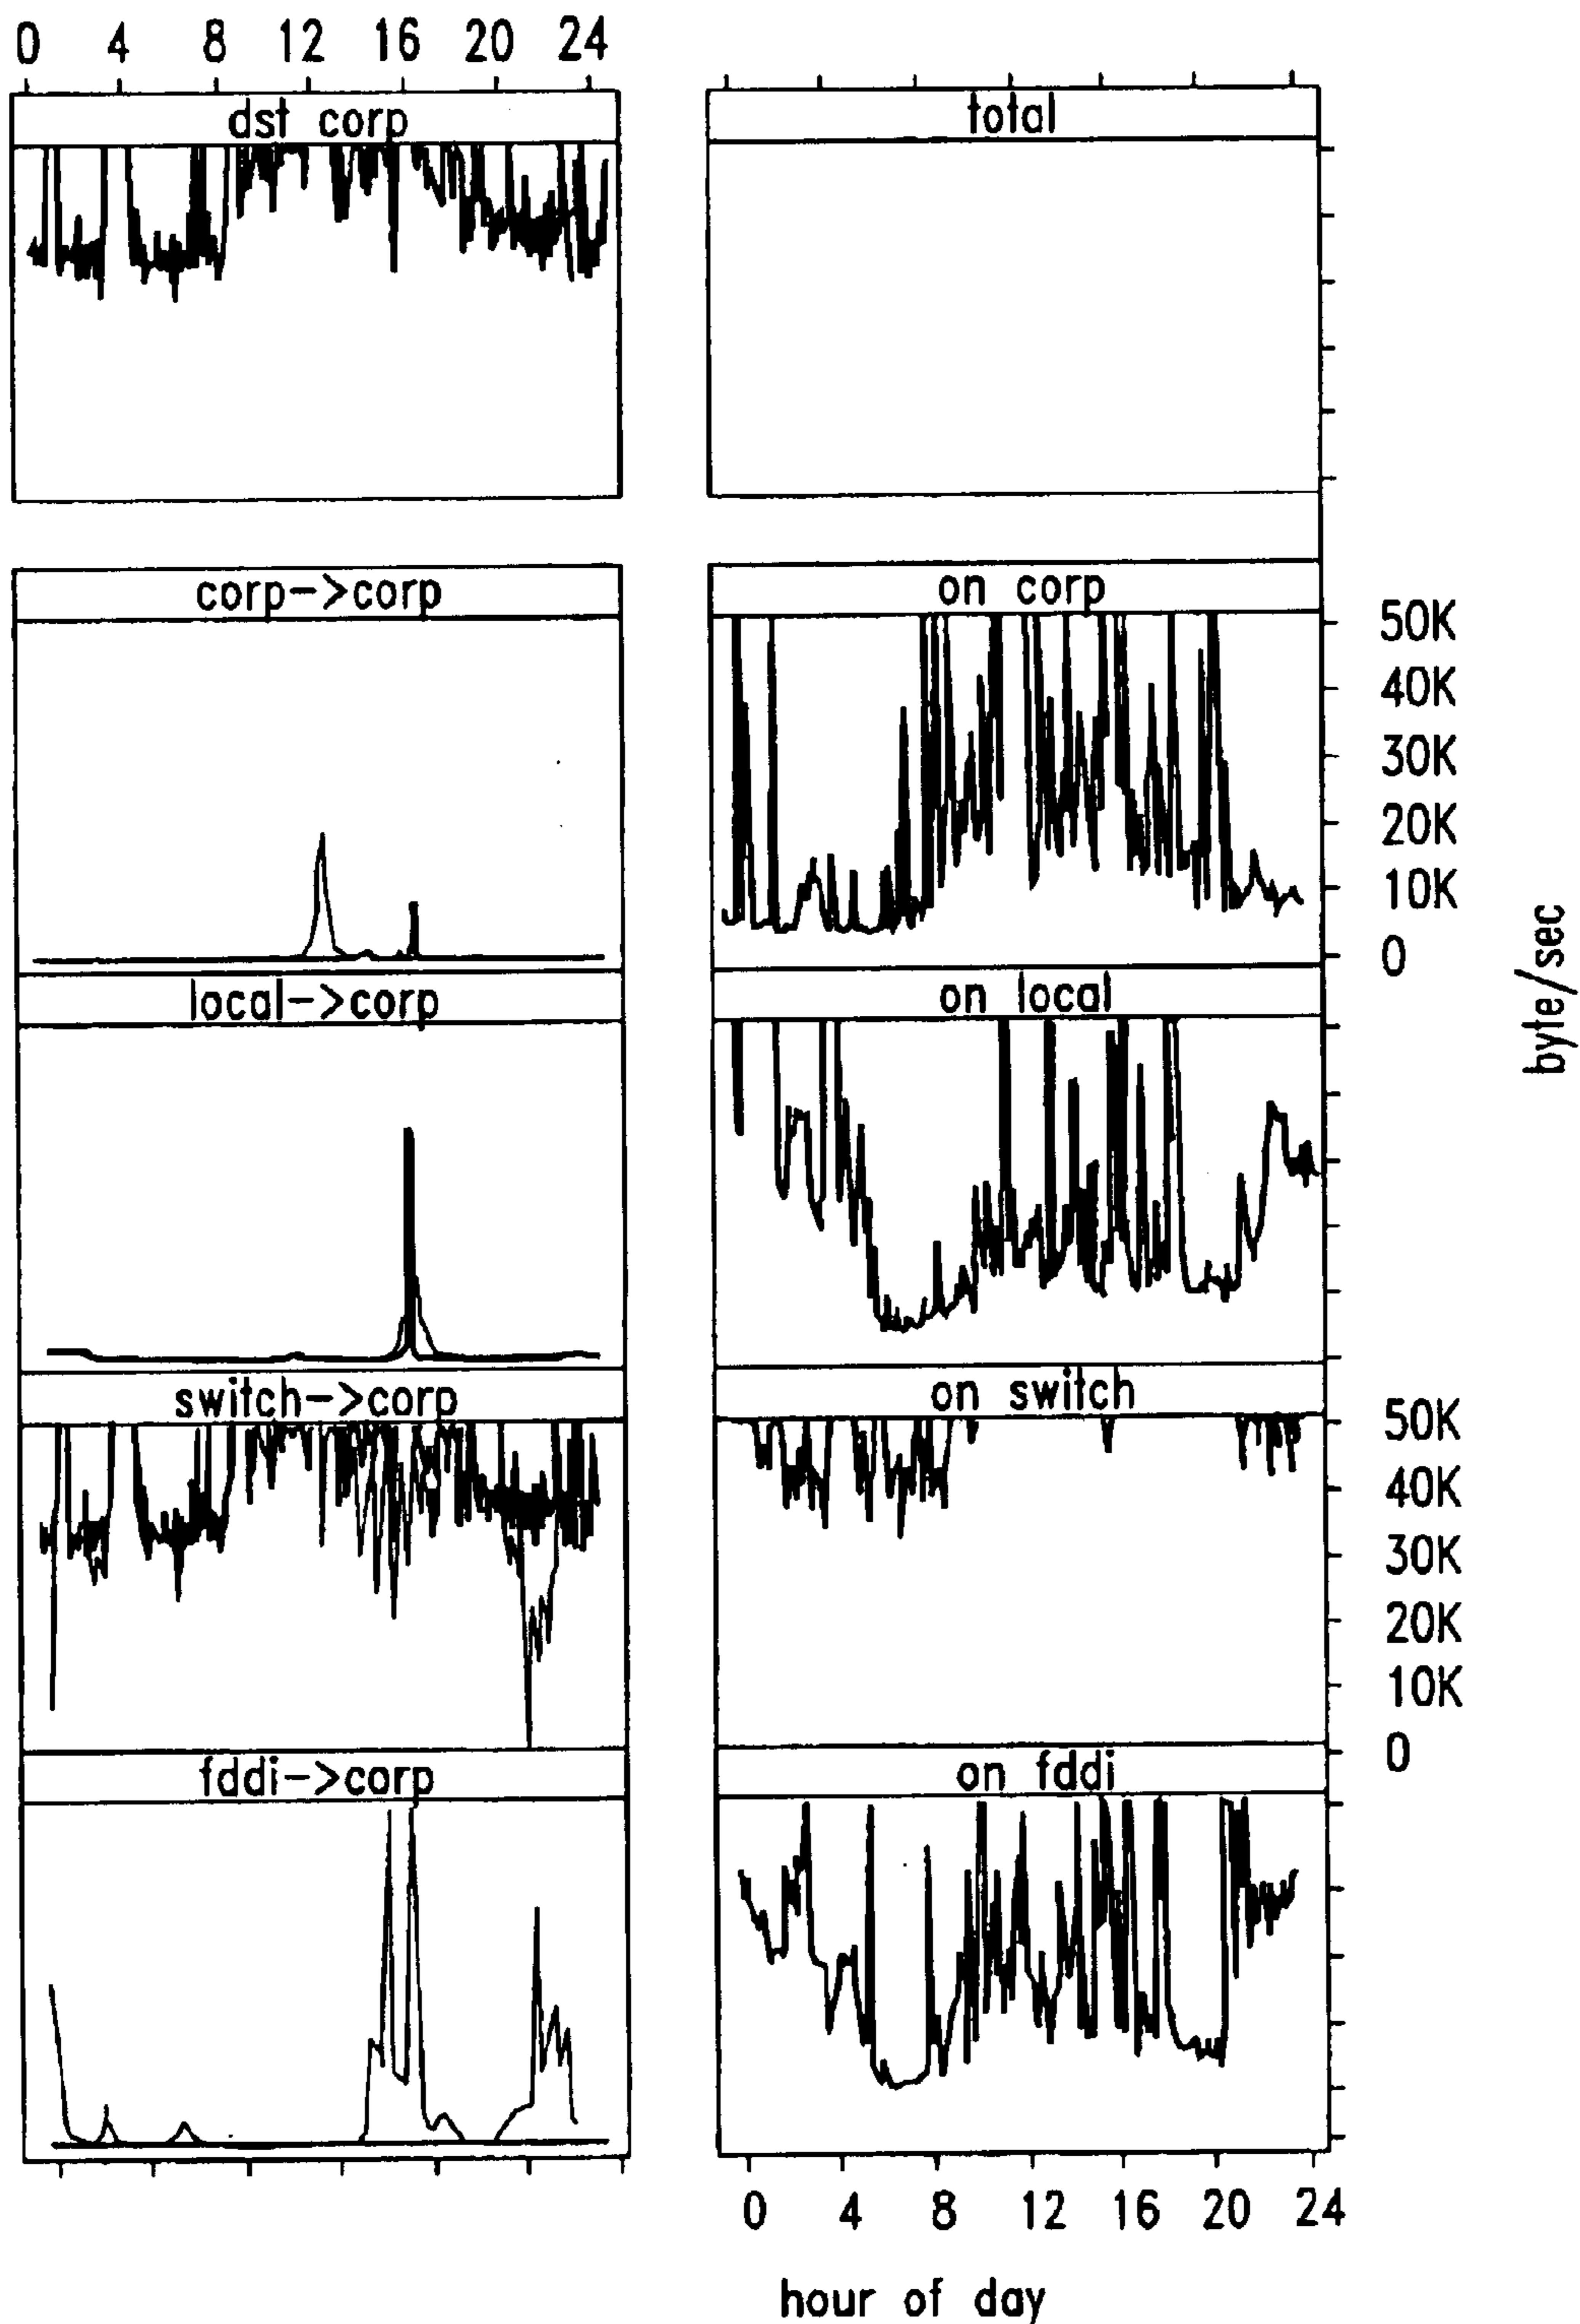 0 4 8 12 16 20 24
dst corp
total
corp->corp
on corp
50K
40K
30K
20K
10K
0
local->corp
on local
byte/sec
switch->corp
on switch
50K
40K
30K
20K
10K
0
fddi->corp
on fddi
0 4 8 12 16 20 24
hour of day